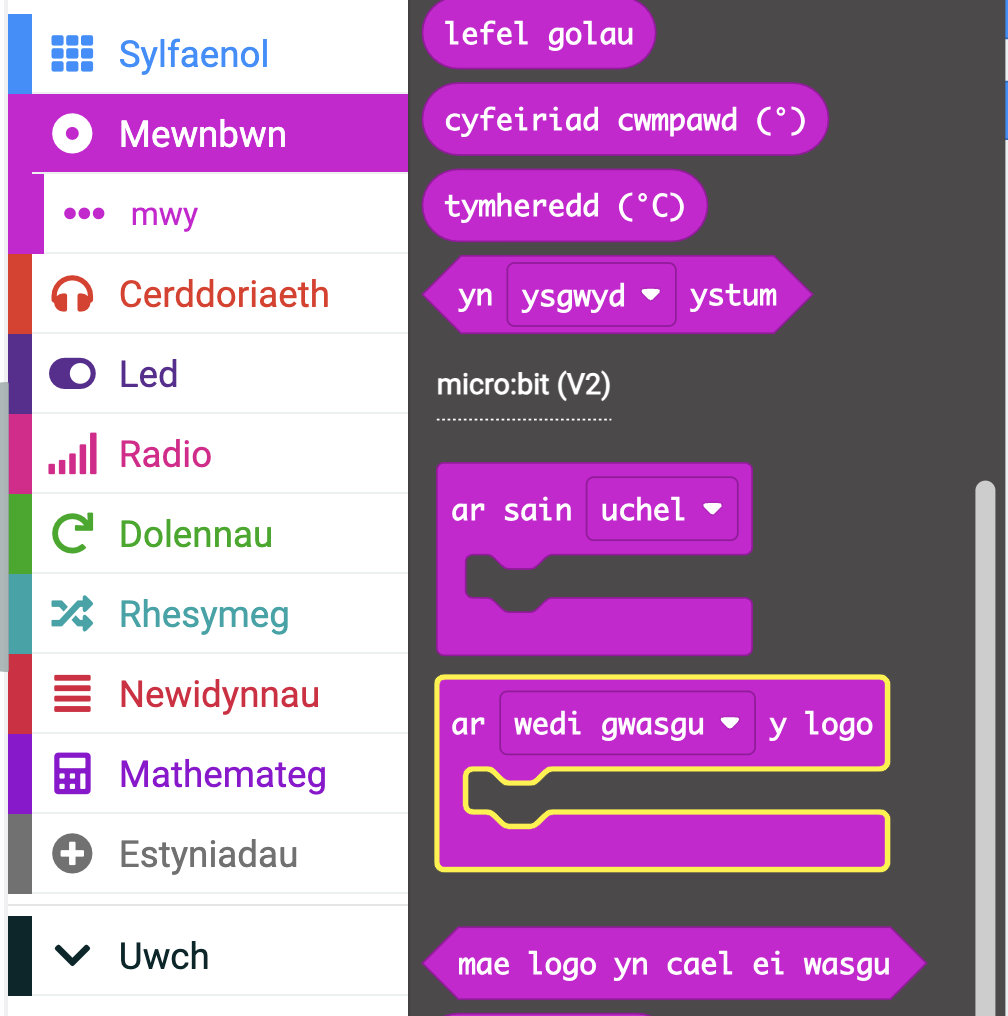 Sylfaenol
Mewnbwn
mwy
Cerddoriaeth
Led
Radio
Dolennau
Rhesymeg
Newidynnau
Mathemateg
Estyniadau
Uwch
lefel golau
cyfeiriad cwmpawd (°)
tymheredd (°C)
yn ysgwyd ystum
micro:bit (V2)
ar sain uchel
ar wedi gwasgu y logo
mae logo yn cael ei wasgu